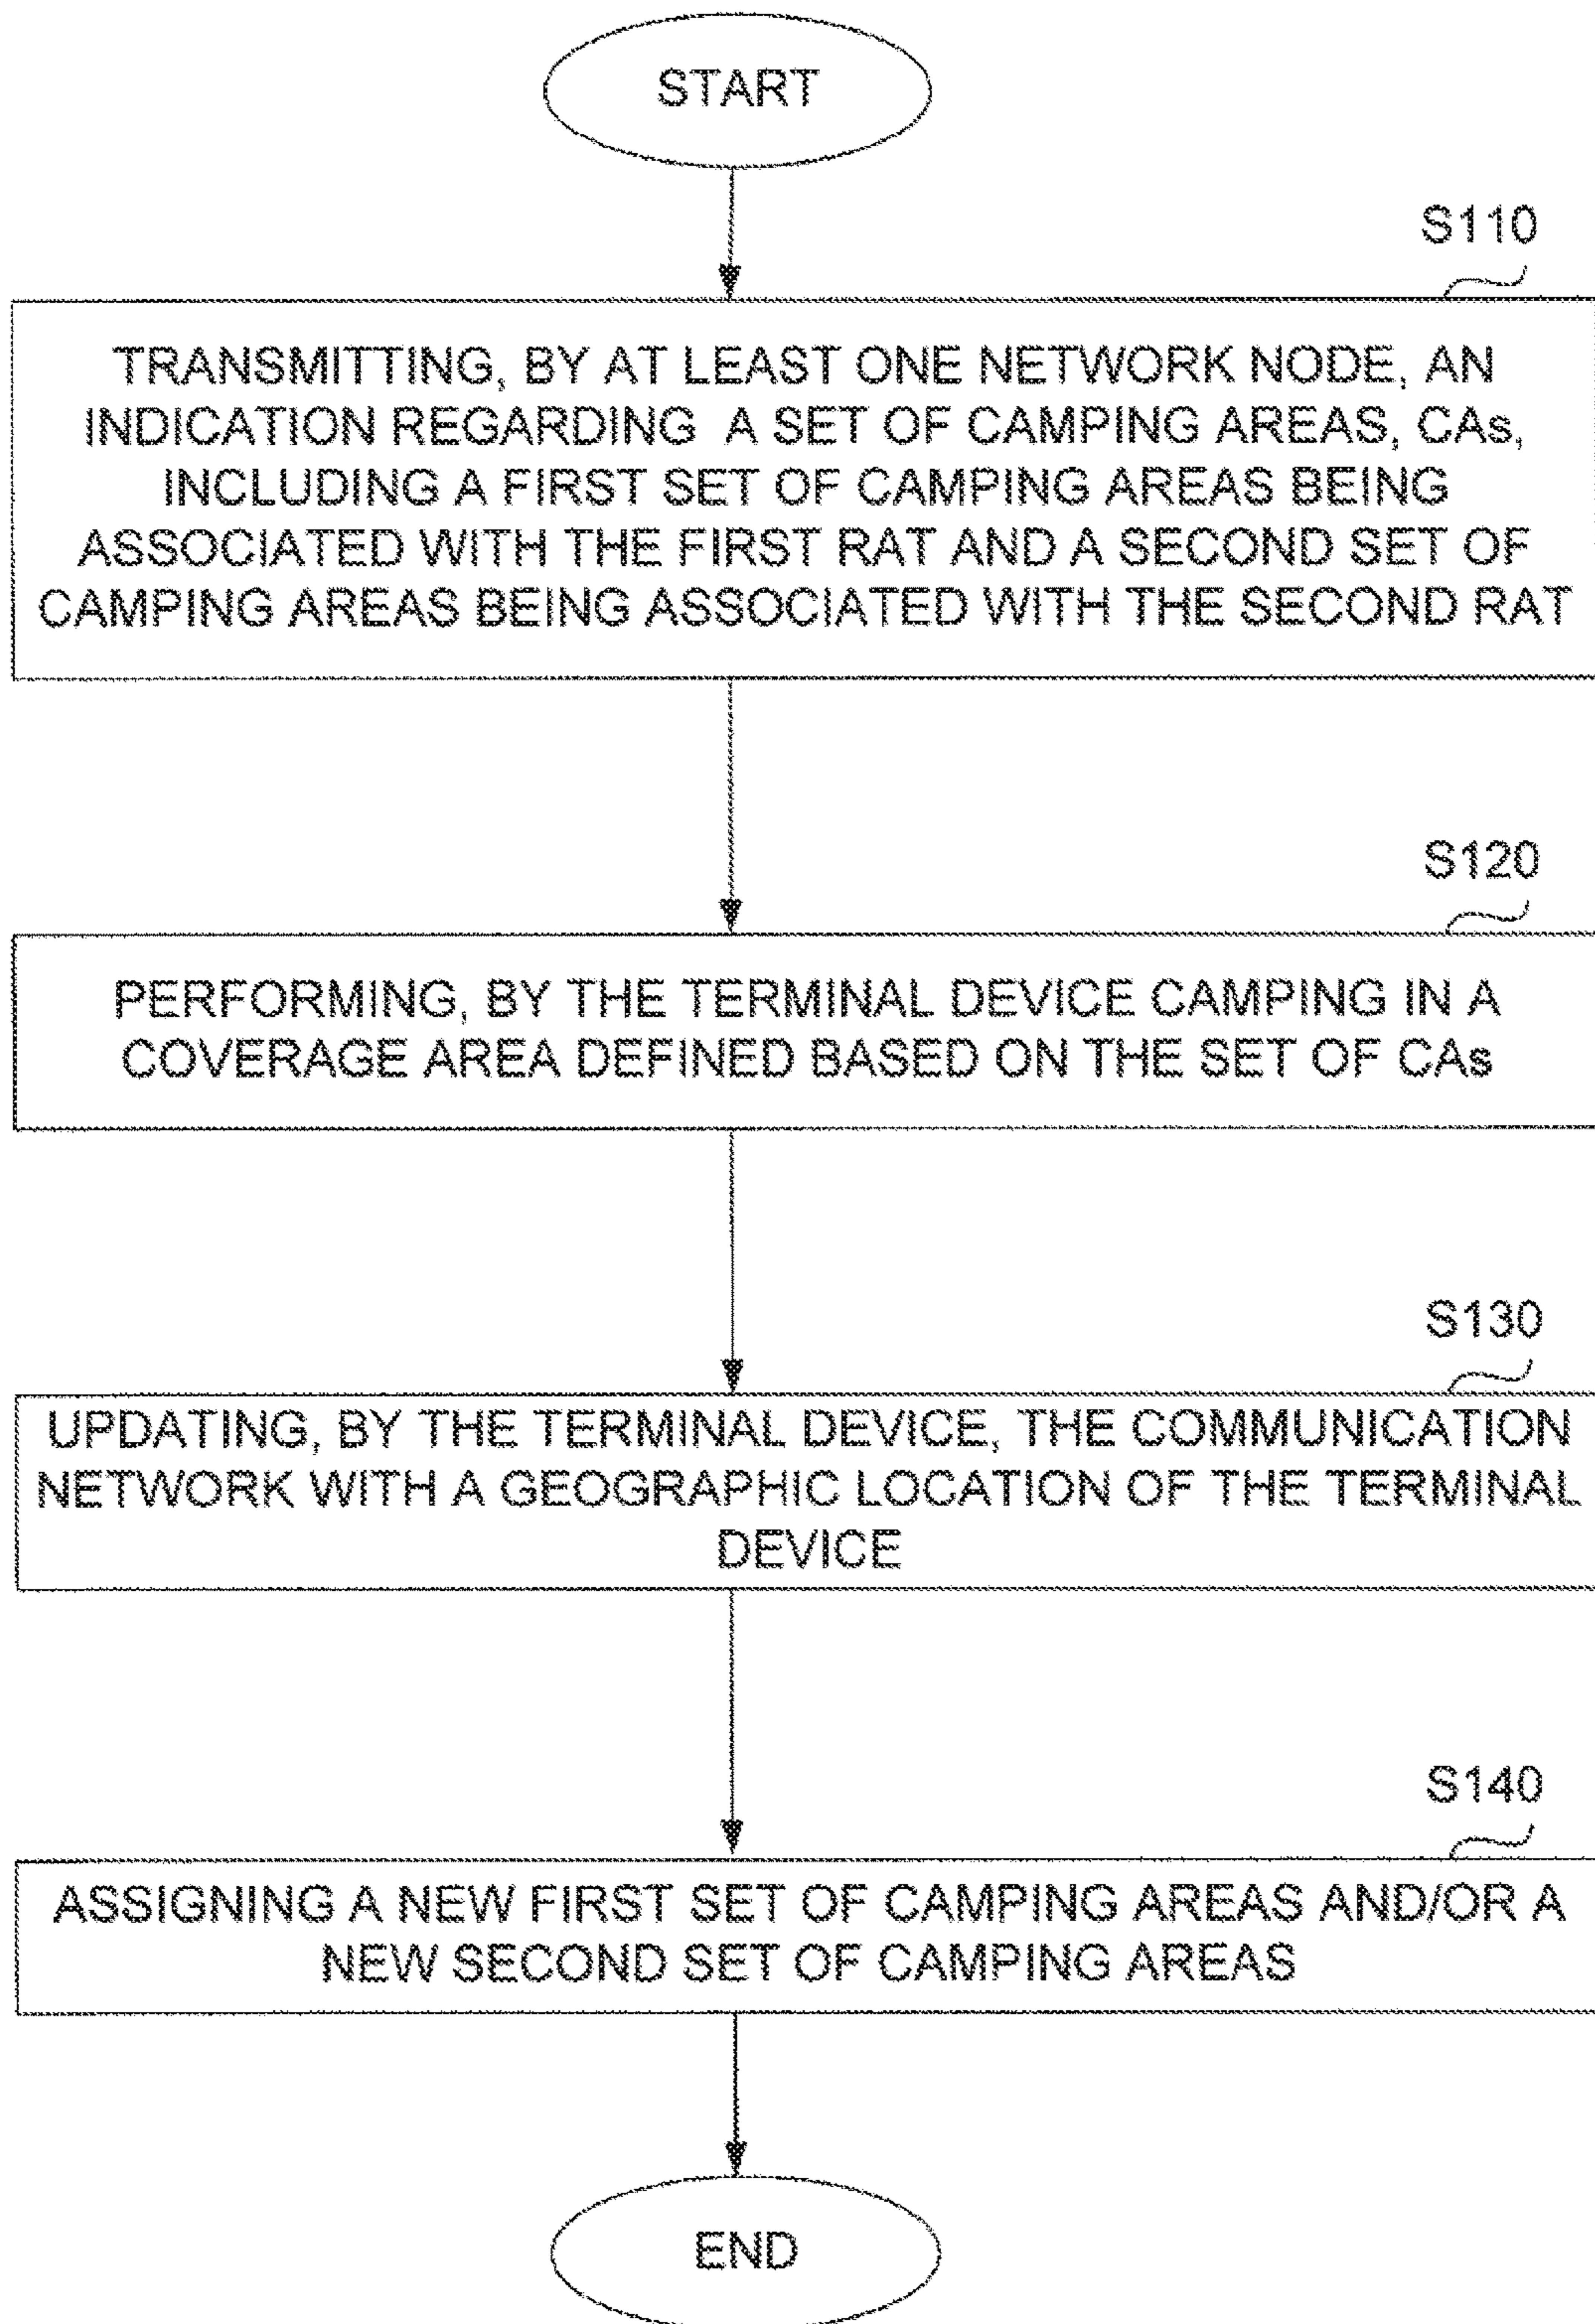 START
S110
TRANSMITTING, BY AT LEAST ONE NETWORK NODE, AN
INDICATION REGARDING A SET OF CAMPING AREAS, CAs,
INCLUDING A FIRST SET OF CAMPING AREAS BEING
ASSOCIATED WITH THE FIRST RAT AND A SECOND SET OF
CAMPING AREAS BEING ASSOCIATED WITH THE SECOND RAT
S120
PERFORMING, BY THE TERMINAL DEVICE CAMPING IN A
COVERAGE AREA DEFINED BASED ON THE SET OF CAs
S130
UPDATING, BY THE TERMINAL DEVICE, THE COMMUNICATION
NETWORK WITH A GEOGRAPHIC LOCATION OF THE TERMINAL
DEVICE
S140
ASSIGNING A NEW FIRST SET OF CAMPING AREAS AND/OR A
NEW SECOND SET OF CAMPING AREAS
END